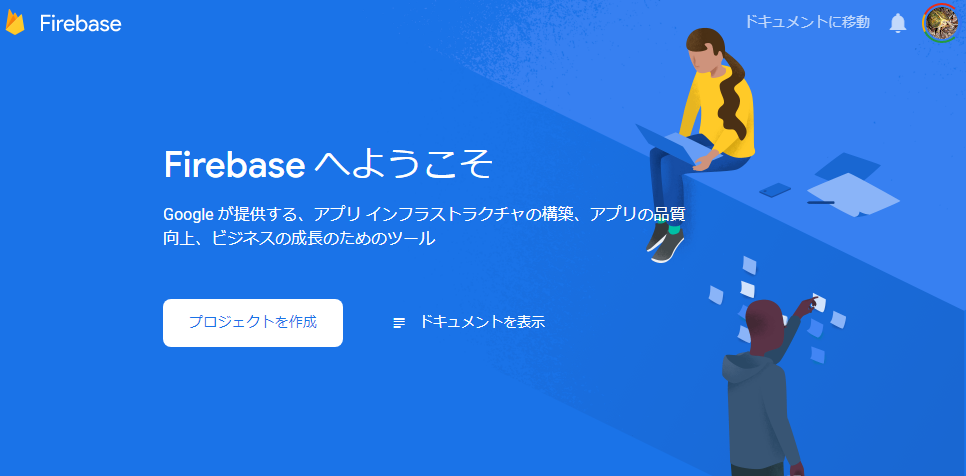 Firebase
ドキュメントに移動
Firebase へようこそ
Google が提供する、アプリ インフラストラクチャの構築、アプリの品質
向上、ビジネスの成長のためのツール
プロジェクトを作成
ドキュメントを表示